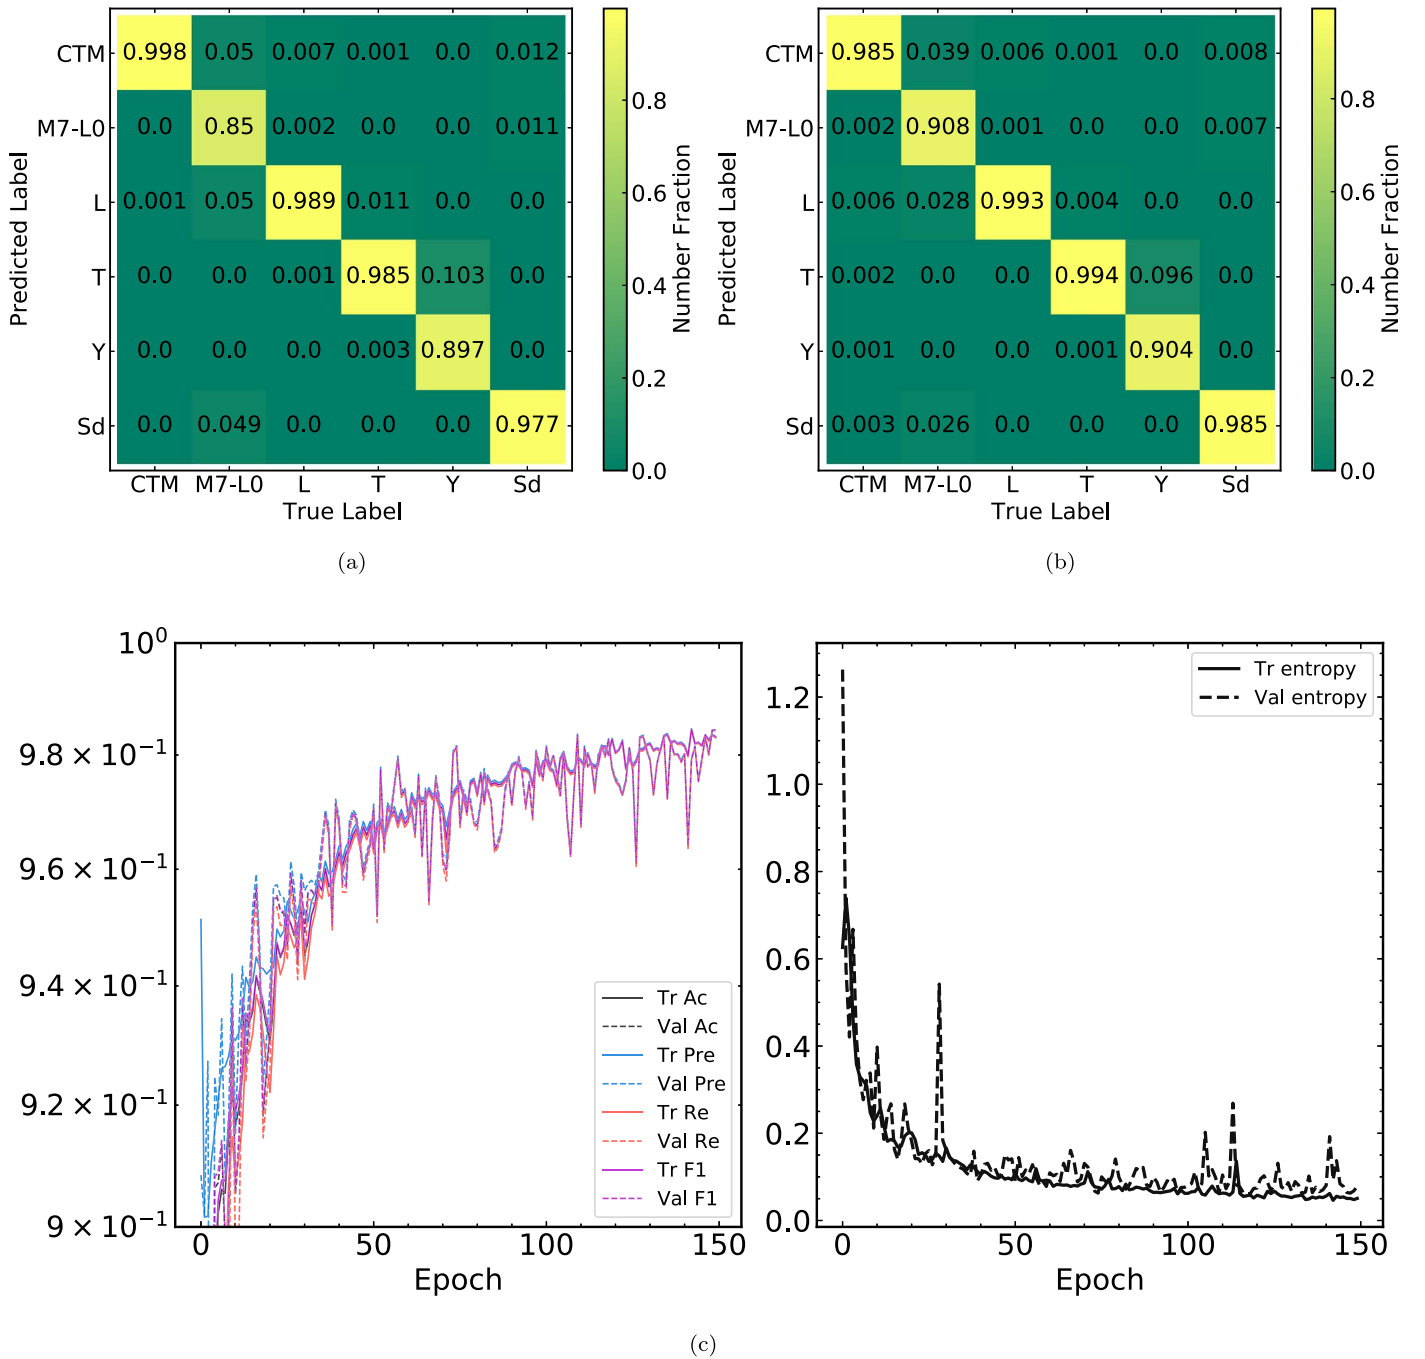 CTM 0.998 0.05 0.007 0.001 0.0 0.012
M7-L0 0.0 0.85 0.002 0.0 0.0 0.011
L 0.001 0.05 0.989 0.011 0.0 0.0
T 0.0 0.0 0.001 0.985 0.103 0.0
Y 0.0 0.0 0.0 0.003 0.897 0.0
Sd 0.0 0.049 0.0 0.0 0.0 0.977
CTM M7-L0 L T Y Sd
True Label
Predicted Label
0.8
0.6
0.4
0.2
0.0
Number Fraction
(a)
CTM 0.985 0.039 0.006 0.001 0.0 0.008
M7-L0 0.002 0.908 0.001 0.0 0.0 0.007
L 0.006 0.028 0.993 0.004 0.0 0.0
T 0.002 0.0 0.0 0.994 0.096 0.0
Y 0.001 0.0 0.0 0.001 0.904 0.0
Sd 0.003 0.026 0.0 0.0 0.0 0.985
CTM M7-L0 L T Y Sd
True Label
Predicted Label
0.8
0.6
0.4
0.2
0.0
Number Fraction
(b)
10⁰
9.8 × 10⁻¹
9.6 × 10⁻¹
9.4 × 10⁻¹
9.2 × 10⁻¹
9 × 10⁻¹
0 50 100 150
Epoch
Tr Ac
Val Ac
Tr Pre
Val Pre
Tr Re
Val Re
Tr F1
Val F1
1.2
1.0
0.8
0.6
0.4
0.2
0.0
0 50 100 150
Epoch
Tr entropy
Val entropy
(c)